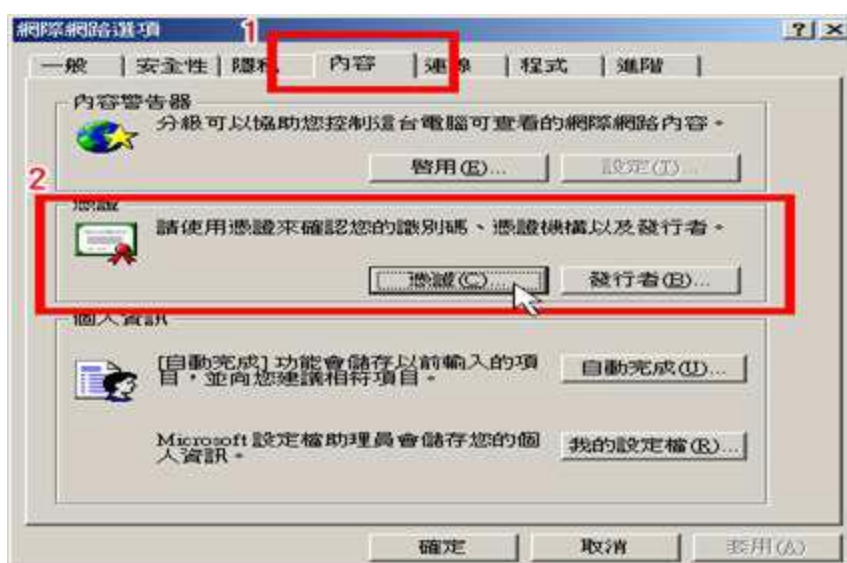 網際網路選項
1
一般 安全性 隱私 內容 連線 程式 進階
內容警告器
分級可以協助您控制這台電腦可查看的網際網路內容。
啓用(E)... 設定(T)...
2
憑證
請使用憑證來確認您的識別碼、憑證機構以及發行者。
憑證(C)... 發行者(B)...
個人資訊
[自動完成] 功能會儲存以前輸入的項
目，並向您建議相符項目。
自動完成(U)...
Microsoft 設定檔助理員會儲存您的個
人資訊。
我的設定檔(R)...
確定 取消 套用(A)